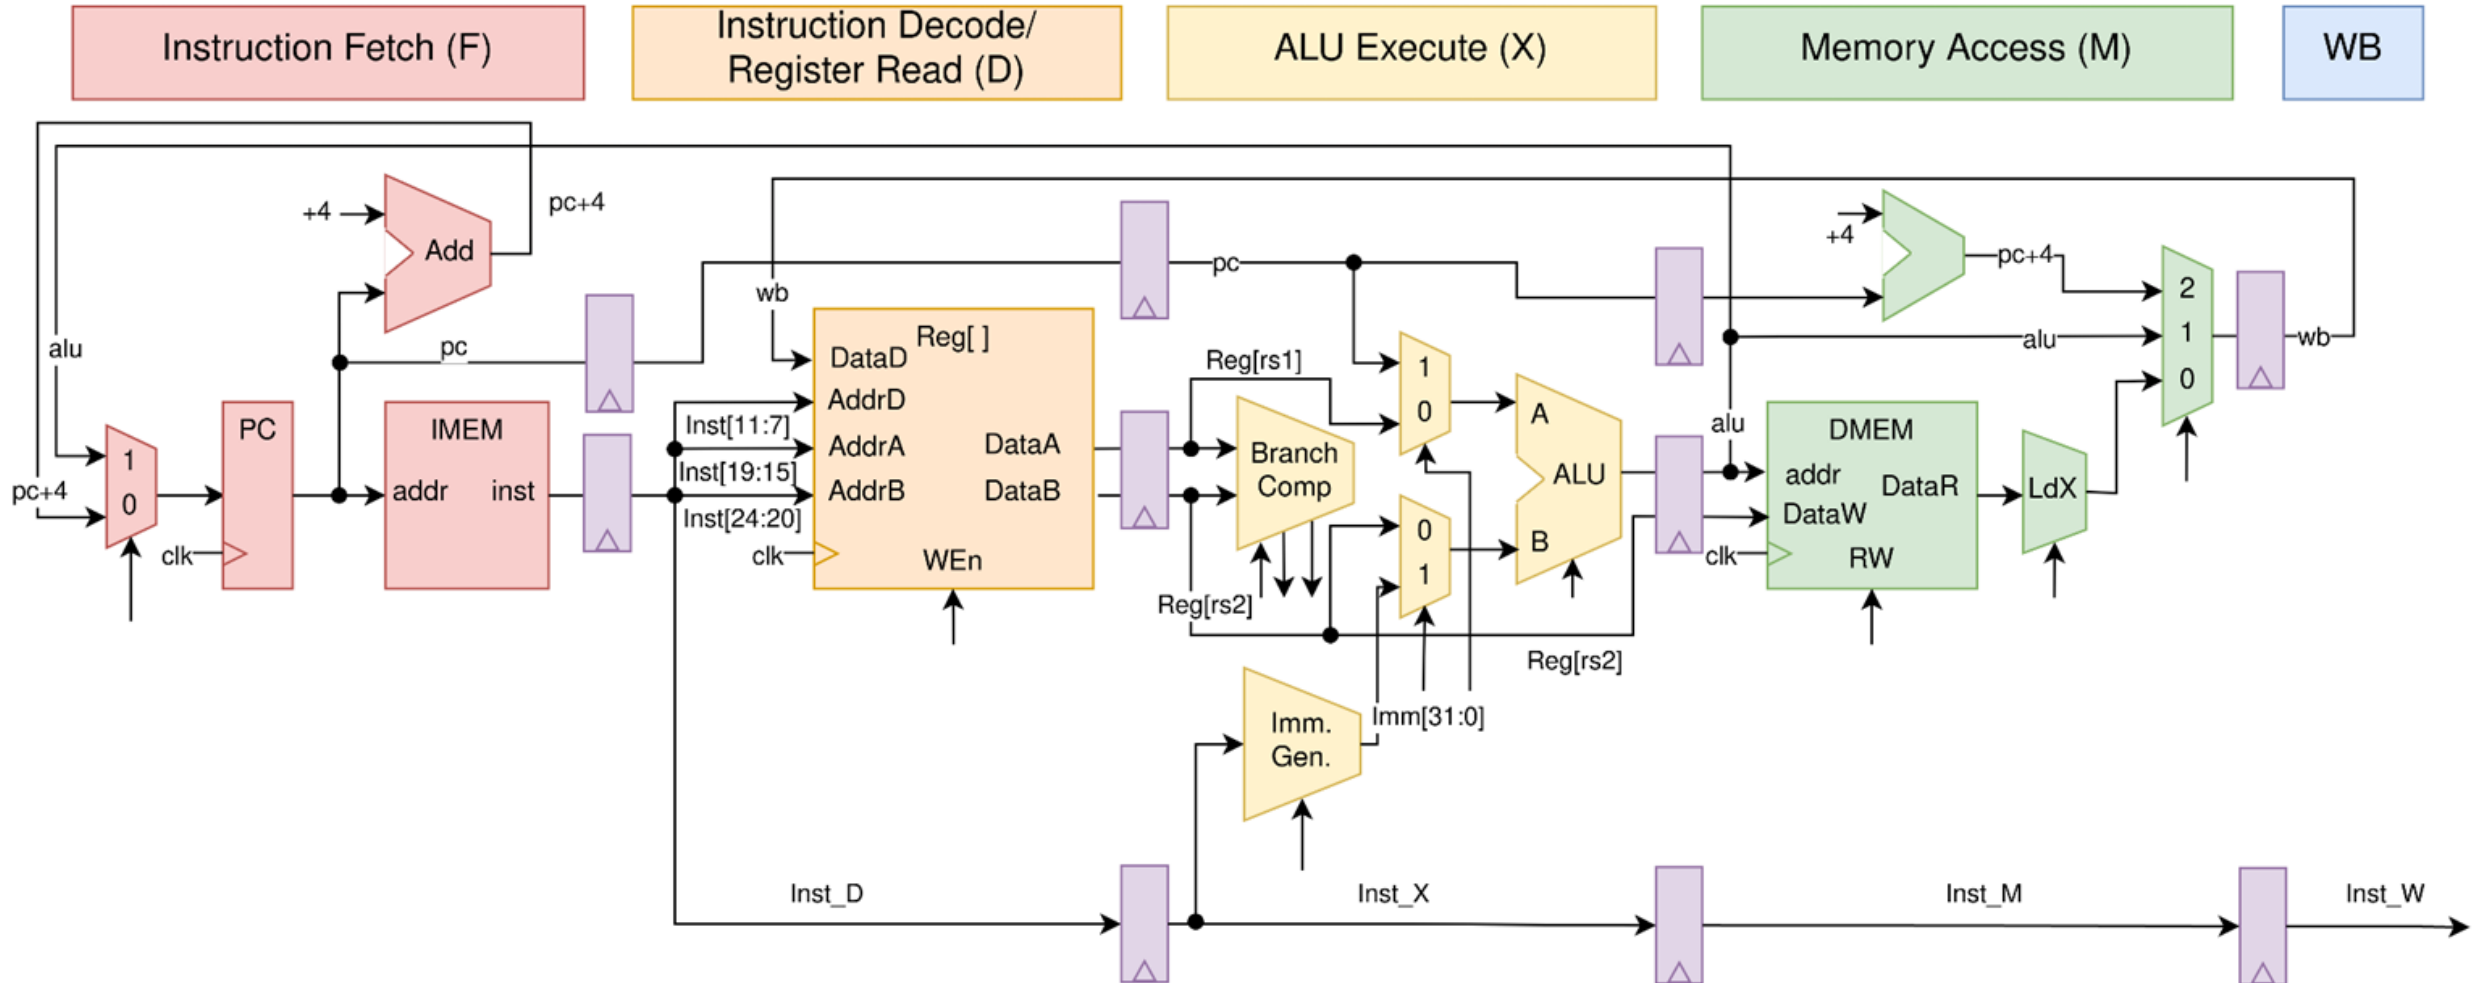 Instruction Fetch (F)
Instruction Decode/
Register Read (D)
ALU Execute (X)
Memory Access (M)
WB
+4
Add
pc+4
pc
alu
pc+4
1
0
PC
clk
IMEM
addr
inst
wb
Reg[ ]
DataD
AddrD
AddrA
AddrB
DataA
DataB
WEn
clk
Inst[11:7]
Inst[19:15]
Inst[24:20]
pc
Reg[rs1]
Branch
Comp
Reg[rs2]
1
0
0
1
A
B
ALU
Reg[rs2]
Imm.
Gen.
Imm[31:0]
+4
pc+4
alu
alu
DMEM
addr
DataW
DataR
RW
clk
LdX
2
1
0
wb
Inst_D
Inst_X
Inst_M
Inst_W